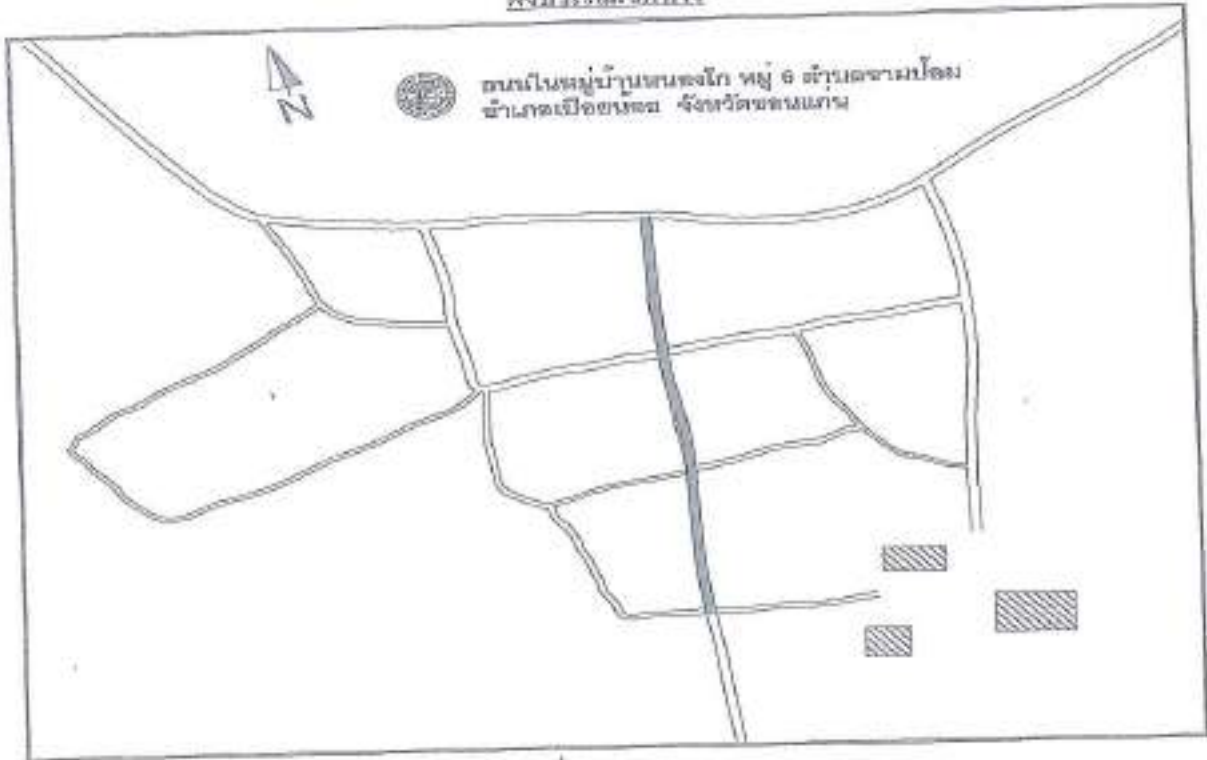 ถนนในหมู่บ้านหนองโก หมู่ 6 ตำบลขามป้อม
อำเภอเปือยน้อย จังหวัดขอนแก่น
N